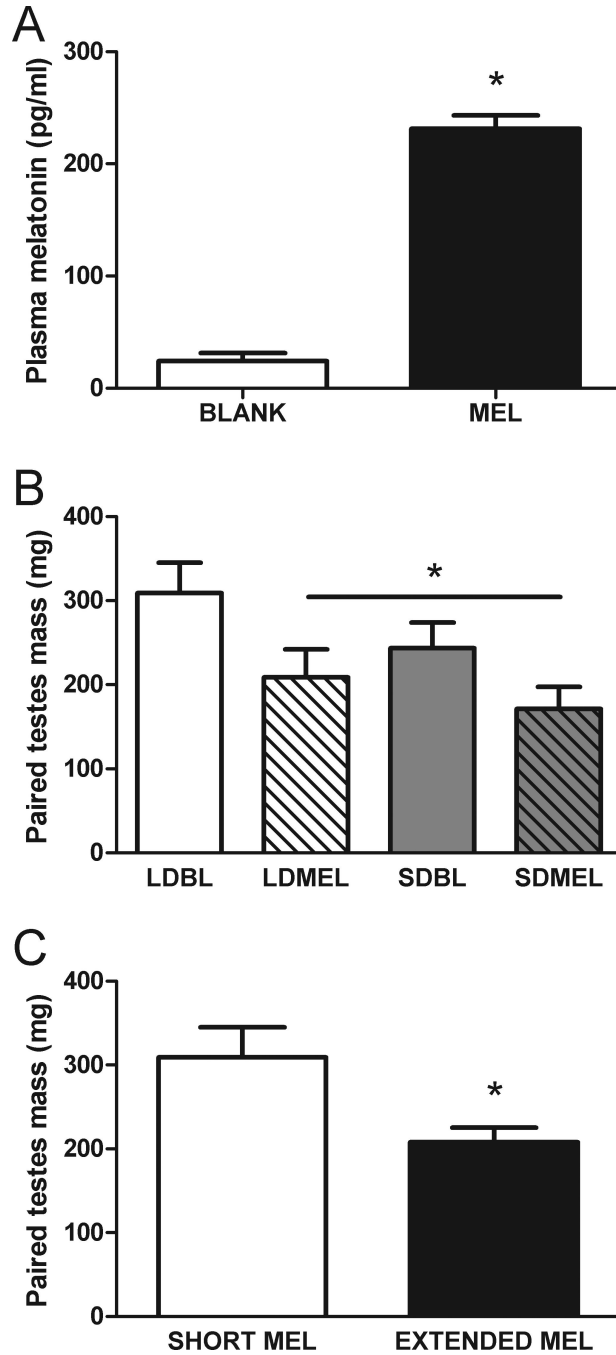 A
Plasma melatonin (pg/ml)
300
200
100
0
*
BLANK
MEL
B
Paired testes mass (mg)
400
300
200
100
0
*
LDBL
LDMEL
SDBL
SDMEL
C
Paired testes mass (mg)
400
300
200
100
0
*
SHORT MEL
EXTENDED MEL